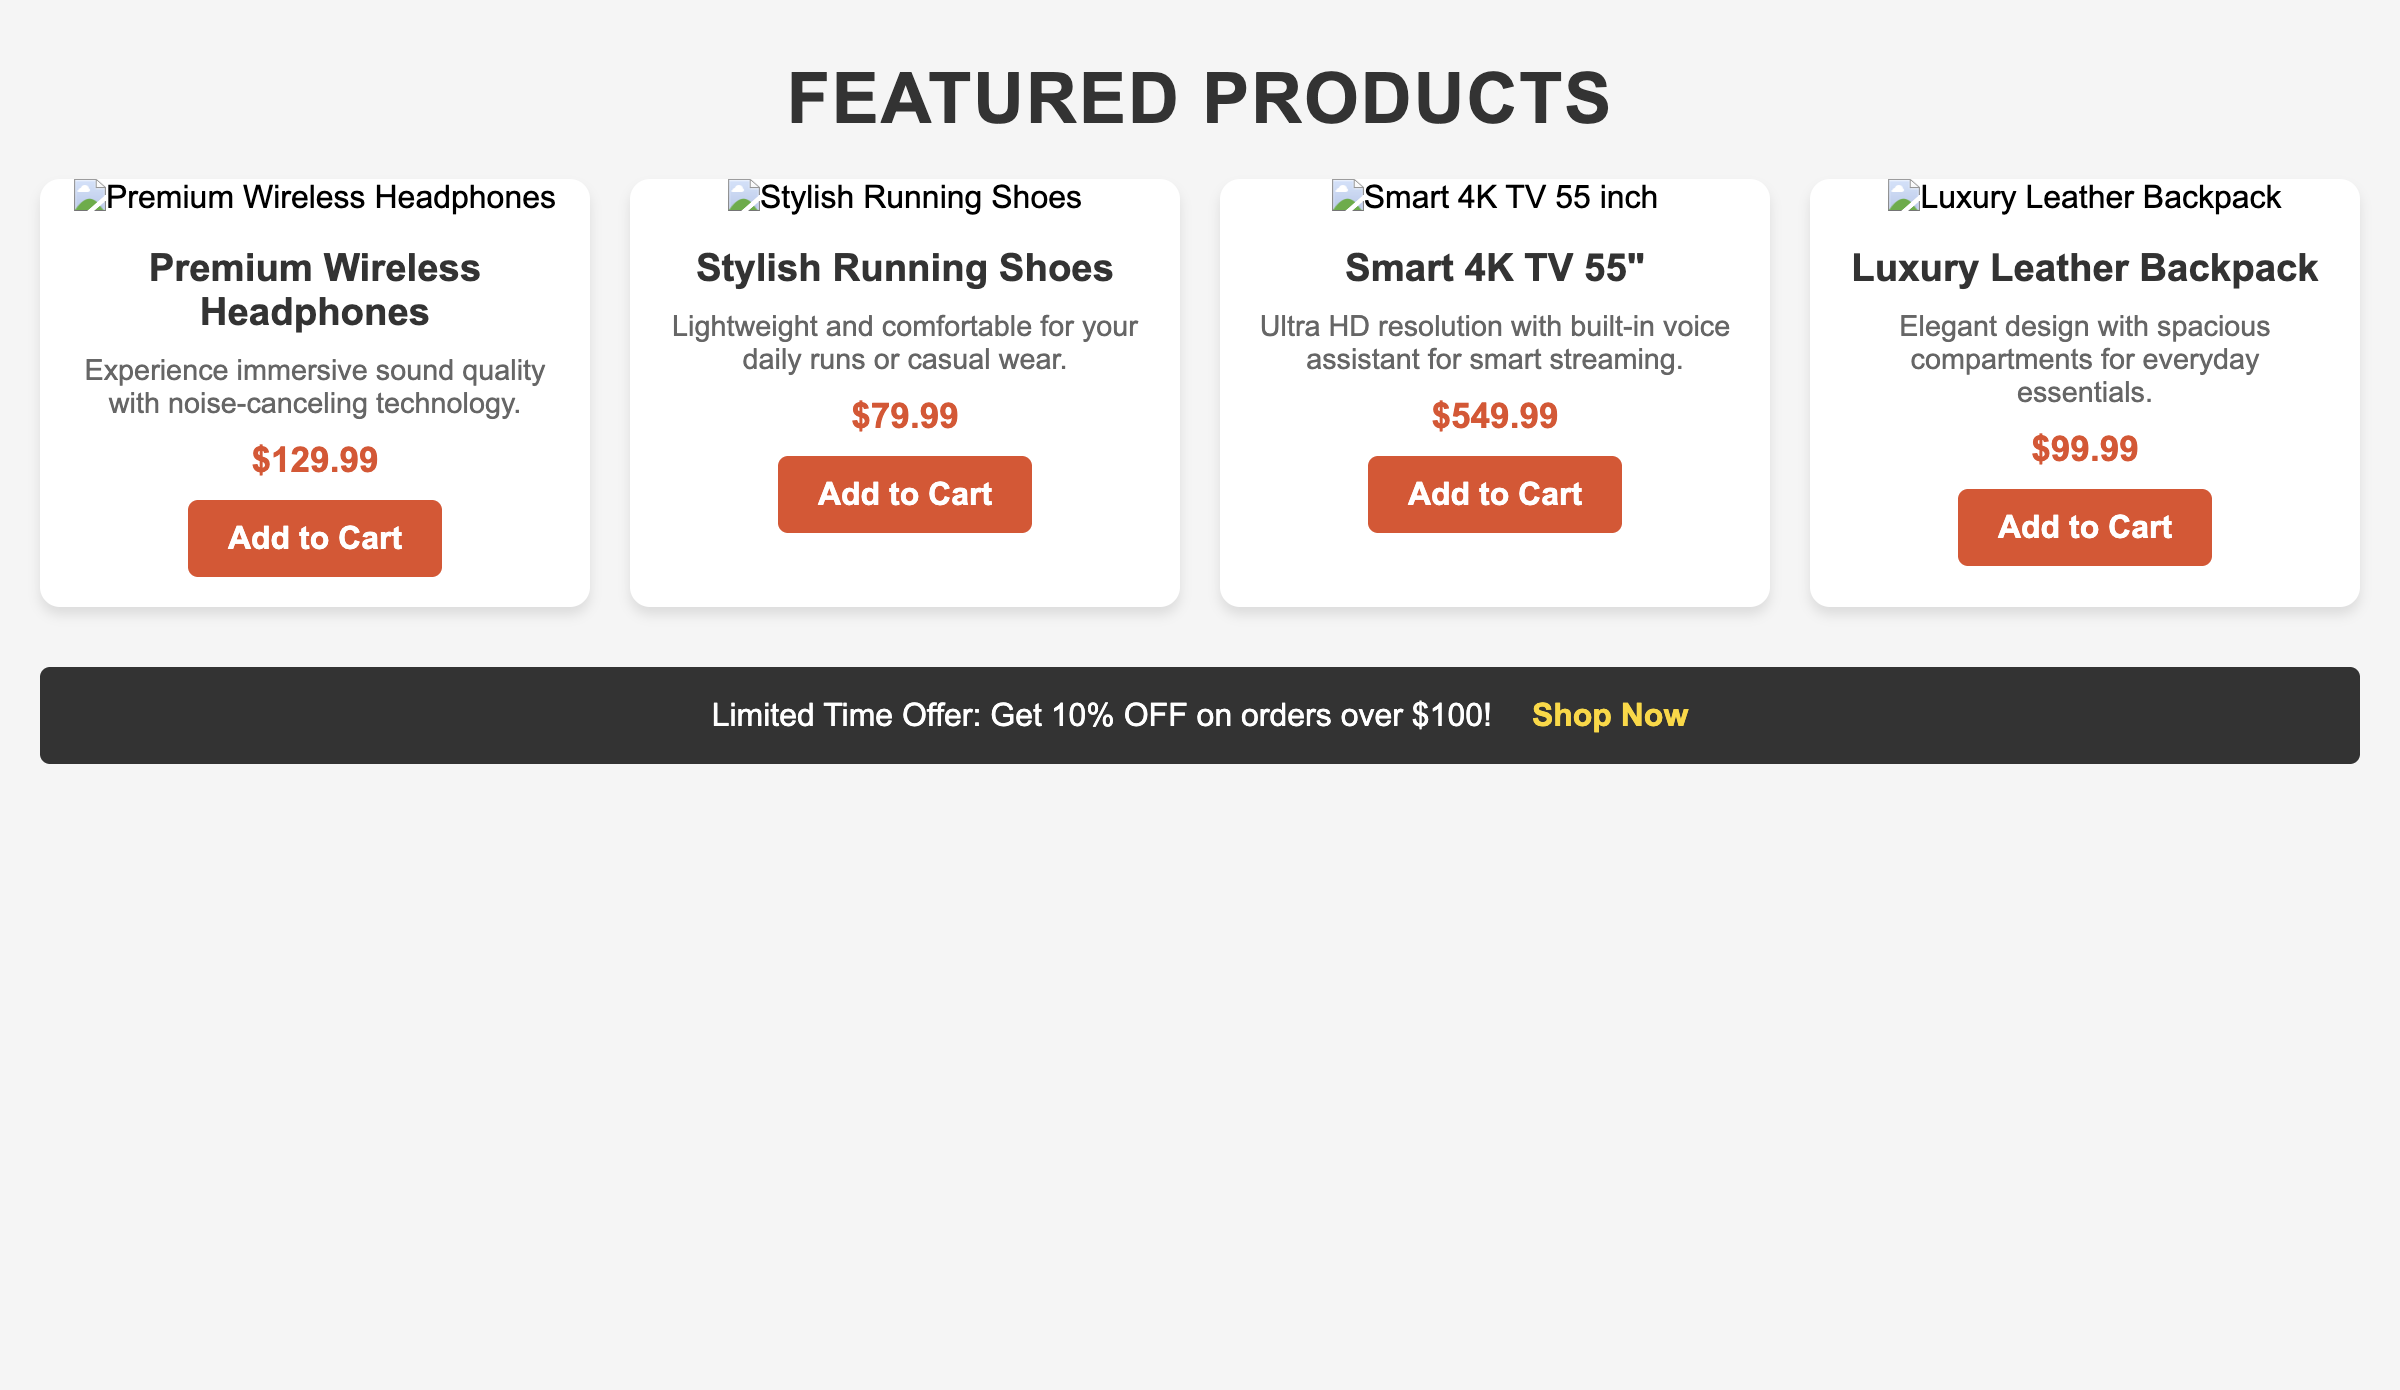 FEATURED PRODUCTS
Premium Wireless Headphones
Premium Wireless
Headphones
Experience immersive sound quality
with noise-canceling technology.
$129.99
Add to Cart
Stylish Running Shoes
Stylish Running Shoes
Lightweight and comfortable for your
daily runs or casual wear.
$79.99
Add to Cart
Smart 4K TV 55 inch
Smart 4K TV 55"
Ultra HD resolution with built-in voice
assistant for smart streaming.
$549.99
Add to Cart
Luxury Leather Backpack
Luxury Leather Backpack
Elegant design with spacious
compartments for everyday
essentials.
$99.99
Add to Cart
Limited Time Offer: Get 10% OFF on orders over $100! Shop Now